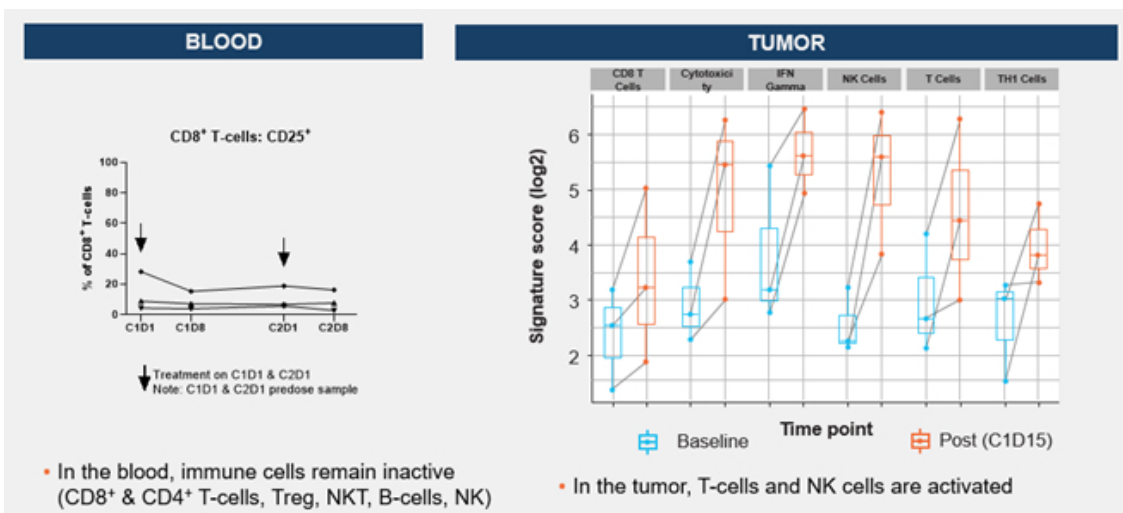 BLOOD
CD8⁺ T-cells: CD25⁺
% of CD8⁺ T-cells
100
80
60
40
20
0
C1D1
C1D8
C2D1
C2D8
Treatment on C1D1 & C2D1
Note: C1D1 & C2D1 predose sample
• In the blood, immune cells remain inactive
(CD8⁺ & CD4⁺ T-cells, Treg, NKT, B-cells, NK)
TUMOR
CD8 T
Cells
Cytotoxici
ty
IFN
Gamma
NK Cells
T Cells
TH1 Cells
Signature score (log2)
6
5
4
3
2
Time point
Baseline
Post (C1D15)
• In the tumor, T-cells and NK cells are activated